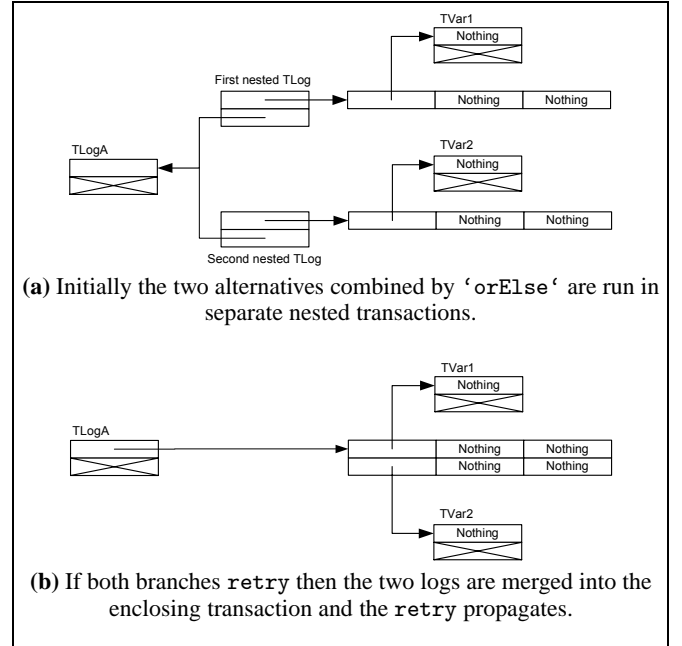 TVar1
Nothing
First nested TLog
Nothing Nothing
TLogA
TVar2
Nothing
Nothing Nothing
Second nested TLog
(a) Initially the two alternatives combined by ‘orElse‘ are run in
separate nested transactions.
TVar1
Nothing
TLogA
Nothing Nothing
Nothing Nothing
TVar2
Nothing
(b) If both branches retry then the two logs are merged into the
enclosing transaction and the retry propagates.